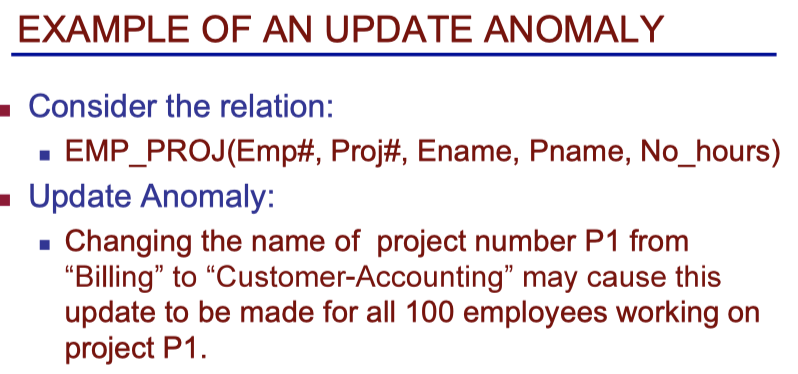 EXAMPLE OF AN UPDATE ANOMALY
Consider the relation:
EMP_PROJ(Emp#, Proj#, Ename, Pname, No_hours)
Update Anomaly:
Changing the name of project number P1 from
“Billing” to “Customer-Accounting” may cause this
update to be made for all 100 employees working on
project P1.